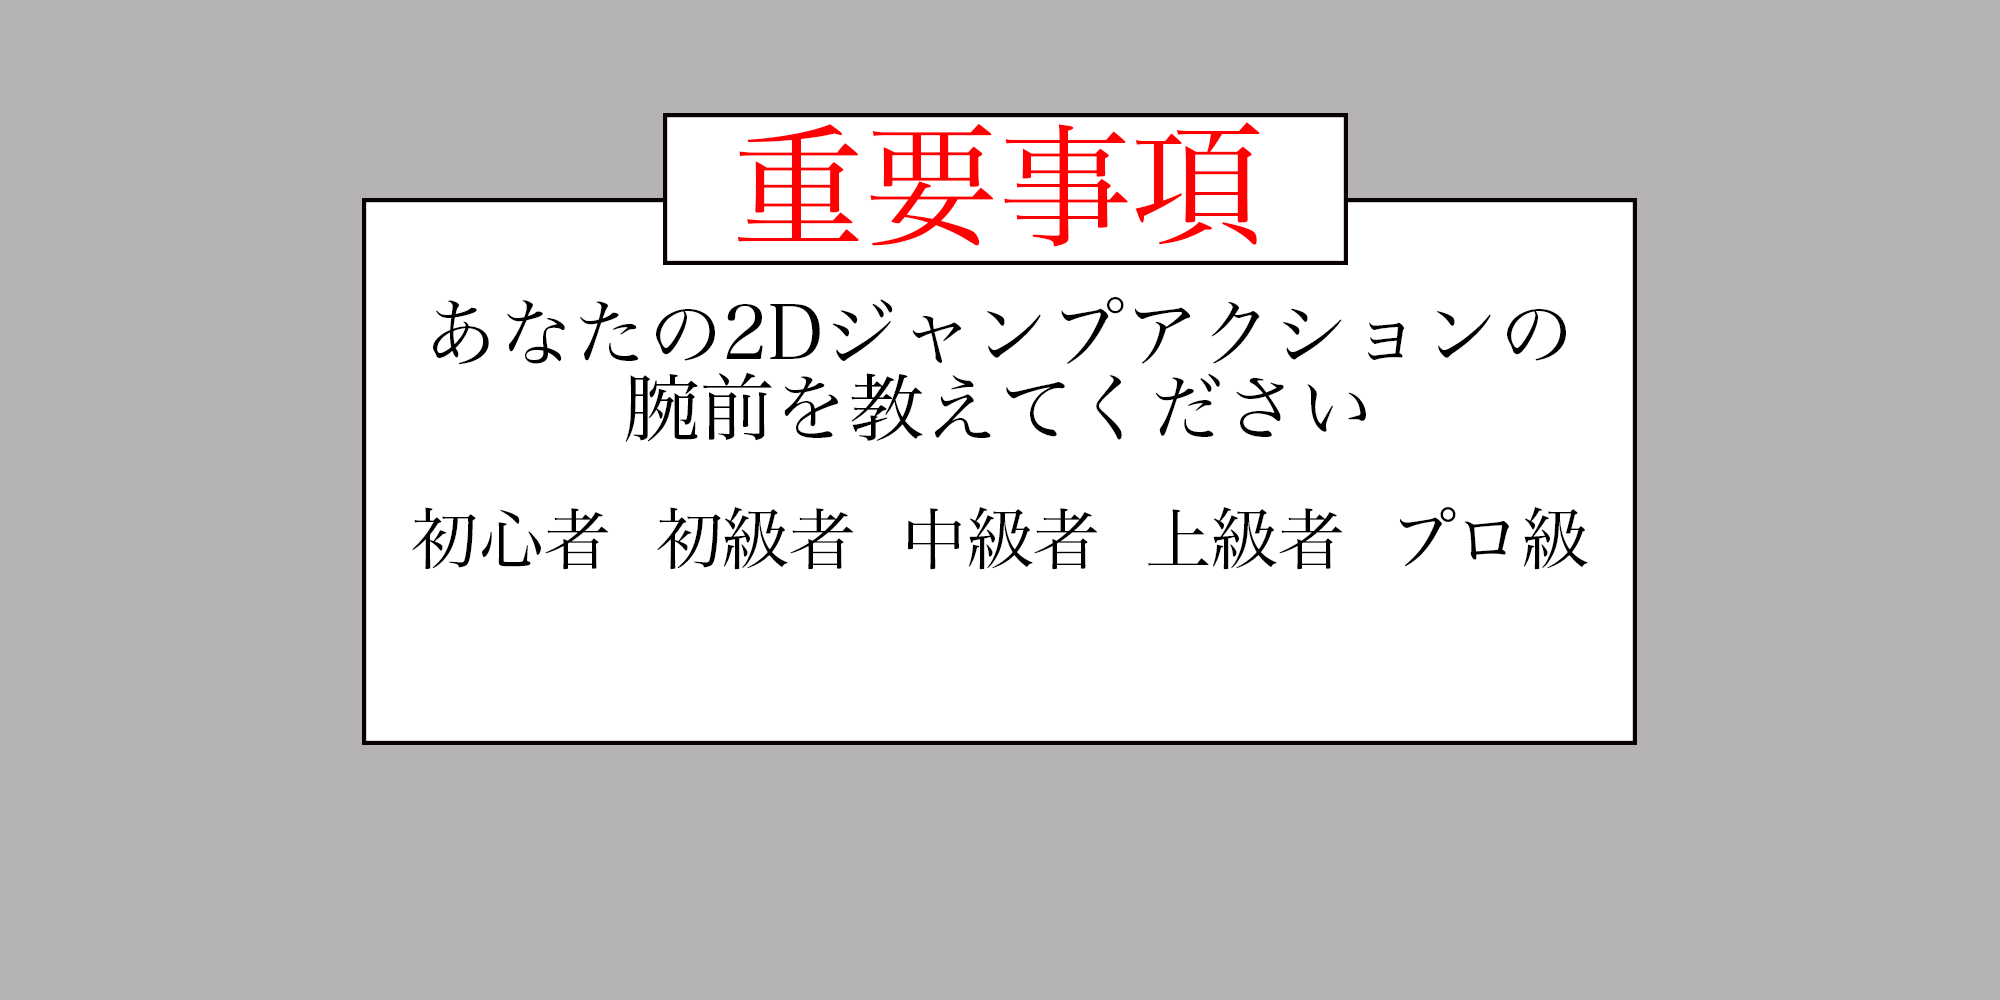 重要事項
あなたの2Dジャンプアクションの
腕前を教えてください
初心者 初級者 中級者 上級者 プロ級